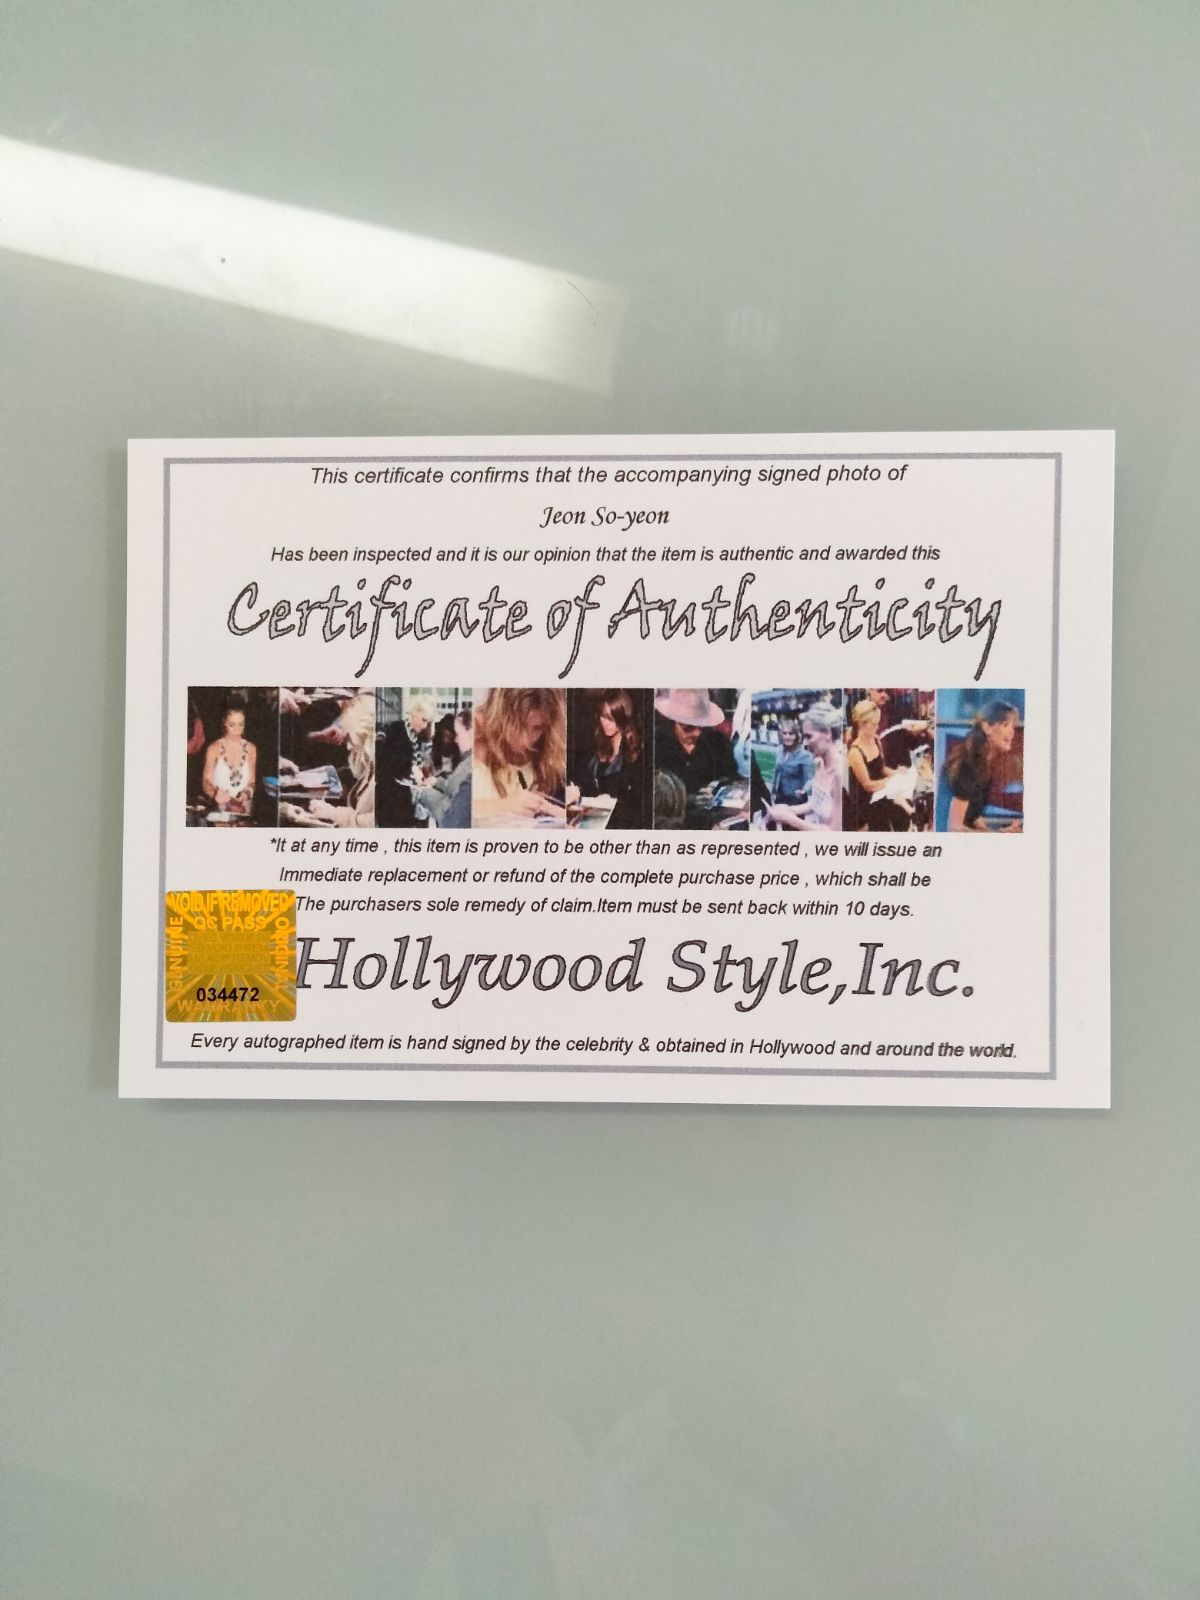 This certificate confirms that the accompanying signed photo of
Jeon So-yeon
Has been inspected and it is our opinion that the item is authentic and awarded this
Certificate of Authenticity
*It at any time , this item is proven to be other than as represented , we will issue an
Immediate replacement or refund of the complete purchase price , which shall be
The purchasers sole remedy of claim.Item must be sent back within 10 days.
VOID IF REMOVED
QC PASS
GENUINE
ORIGINAL
034472
WARRANTY
Hollywood Style,Inc.
Every autographed item is hand signed by the celebrity & obtained in Hollywood and around the world.